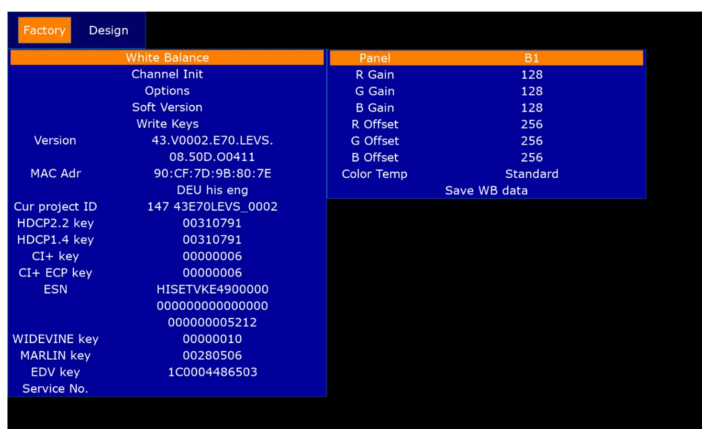 Factory Design
White Balance
Channel Init
Options
Soft Version
Write Keys
Version 43.V0002.E70.LEVS.
08.50D.O0411
MAC Adr 90:CF:7D:9B:80:7E
DEU his eng
Cur project ID 147 43E70LEVS_0002
HDCP2.2 key 00310791
HDCP1.4 key 00310791
CI+ key 00000006
CI+ ECP key 00000006
ESN HISETVKE4900000
000000000000000
000000005212
WIDEVINE key 00000010
MARLIN key 00280506
EDV key 1C0004486503
Service No.
Panel B1
R Gain 128
G Gain 128
B Gain 128
R Offset 256
G Offset 256
B Offset 256
Color Temp Standard
Save WB data